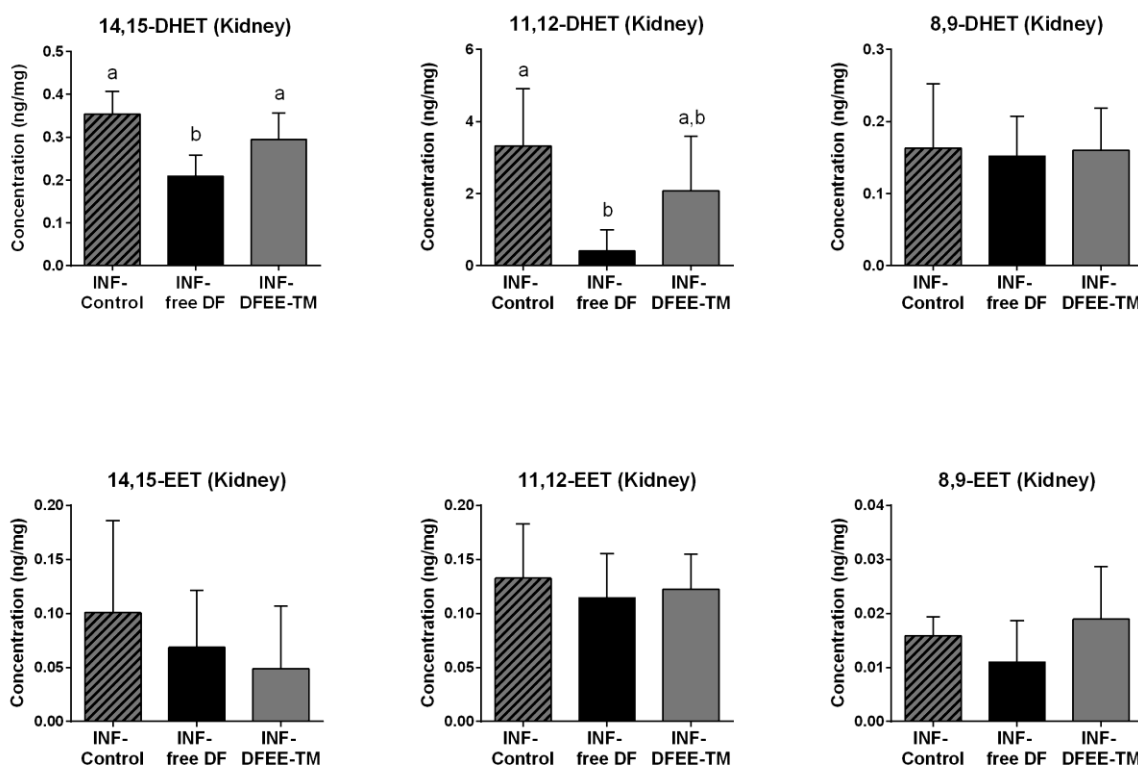 14,15-DHET (Kidney)
Concentration (ng/mg)
0.5
0.4
0.3
0.2
0.1
0.0
a
b
a
INF-
Control
INF-
free DF
INF-
DFEE-TM
11,12-DHET (Kidney)
Concentration (ng/mg)
6
4
2
0
a
b
a,b
INF-
Control
INF-
free DF
INF-
DFEE-TM
8,9-DHET (Kidney)
Concentration (ng/mg)
0.3
0.2
0.1
0.0
INF-
Control
INF-
free DF
INF-
DFEE-TM
14,15-EET (Kidney)
Concentration (ng/mg)
0.20
0.15
0.10
0.05
0.00
INF-
Control
INF-
free DF
INF-
DFEE-TM
11,12-EET (Kidney)
Concentration (ng/mg)
0.20
0.15
0.10
0.05
0.00
INF-
Control
INF-
free DF
INF-
DFEE-TM
8,9-EET (Kidney)
Concentration (ng/mg)
0.04
0.03
0.02
0.01
0.00
INF-
Control
INF-
free DF
INF-
DFEE-TM